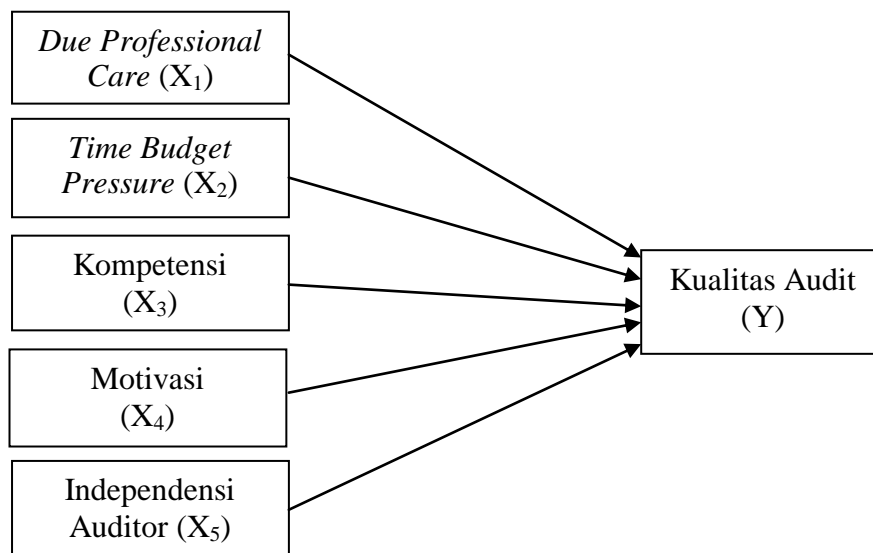 Due Professional
Care (X₁)
Time Budget
Pressure (X₂)
Kompetensi
(X₃)
Motivasi
(X₄)
Independensi
Auditor (X₅)
Kualitas Audit
(Y)